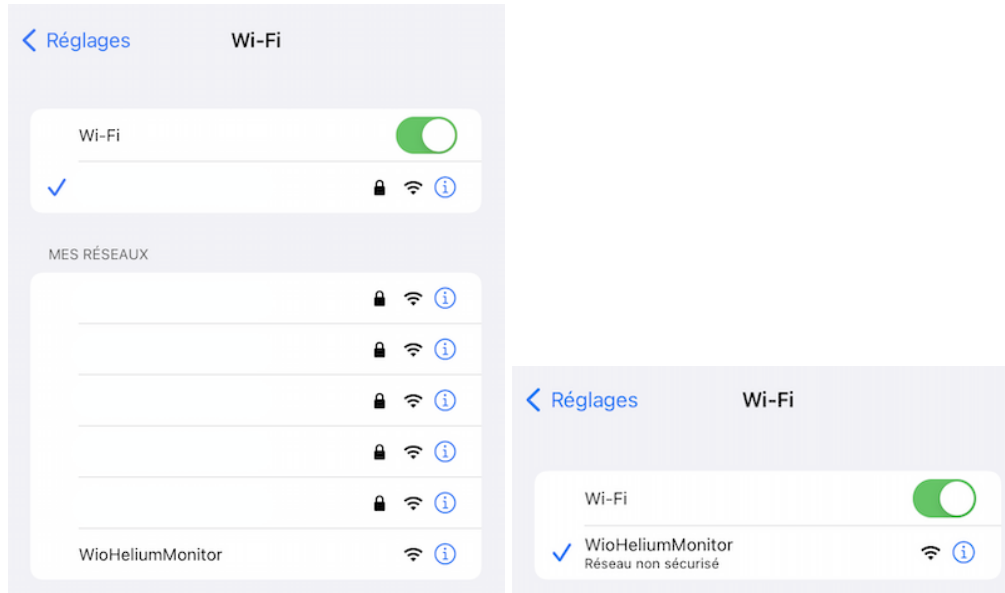 Réglages
Wi-Fi
Wi-Fi
MES RÉSEAUX
WioHeliumMonitor
Réglages
Wi-Fi
Wi-Fi
WioHeliumMonitor
Réseau non sécurisé